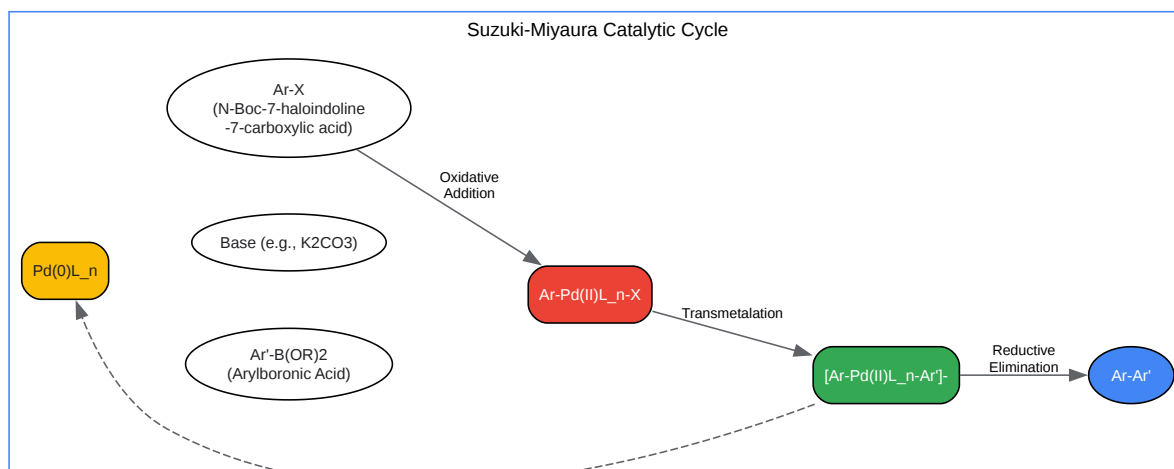 Suzuki-Miyaura Catalytic Cycle
Ar-X
(N-Boc-7-haloindoline
-7-carboxylic acid)
Oxidative
Addition
Base (e.g., K2CO3)
Pd(0)L_n
Ar-Pd(II)L_n-X
Transmetalation
Ar'-B(OR)2
(Arylboronic Acid)
[Ar-Pd(II)L_n-Ar']-
Reductive
Elimination
Ar-Ar'